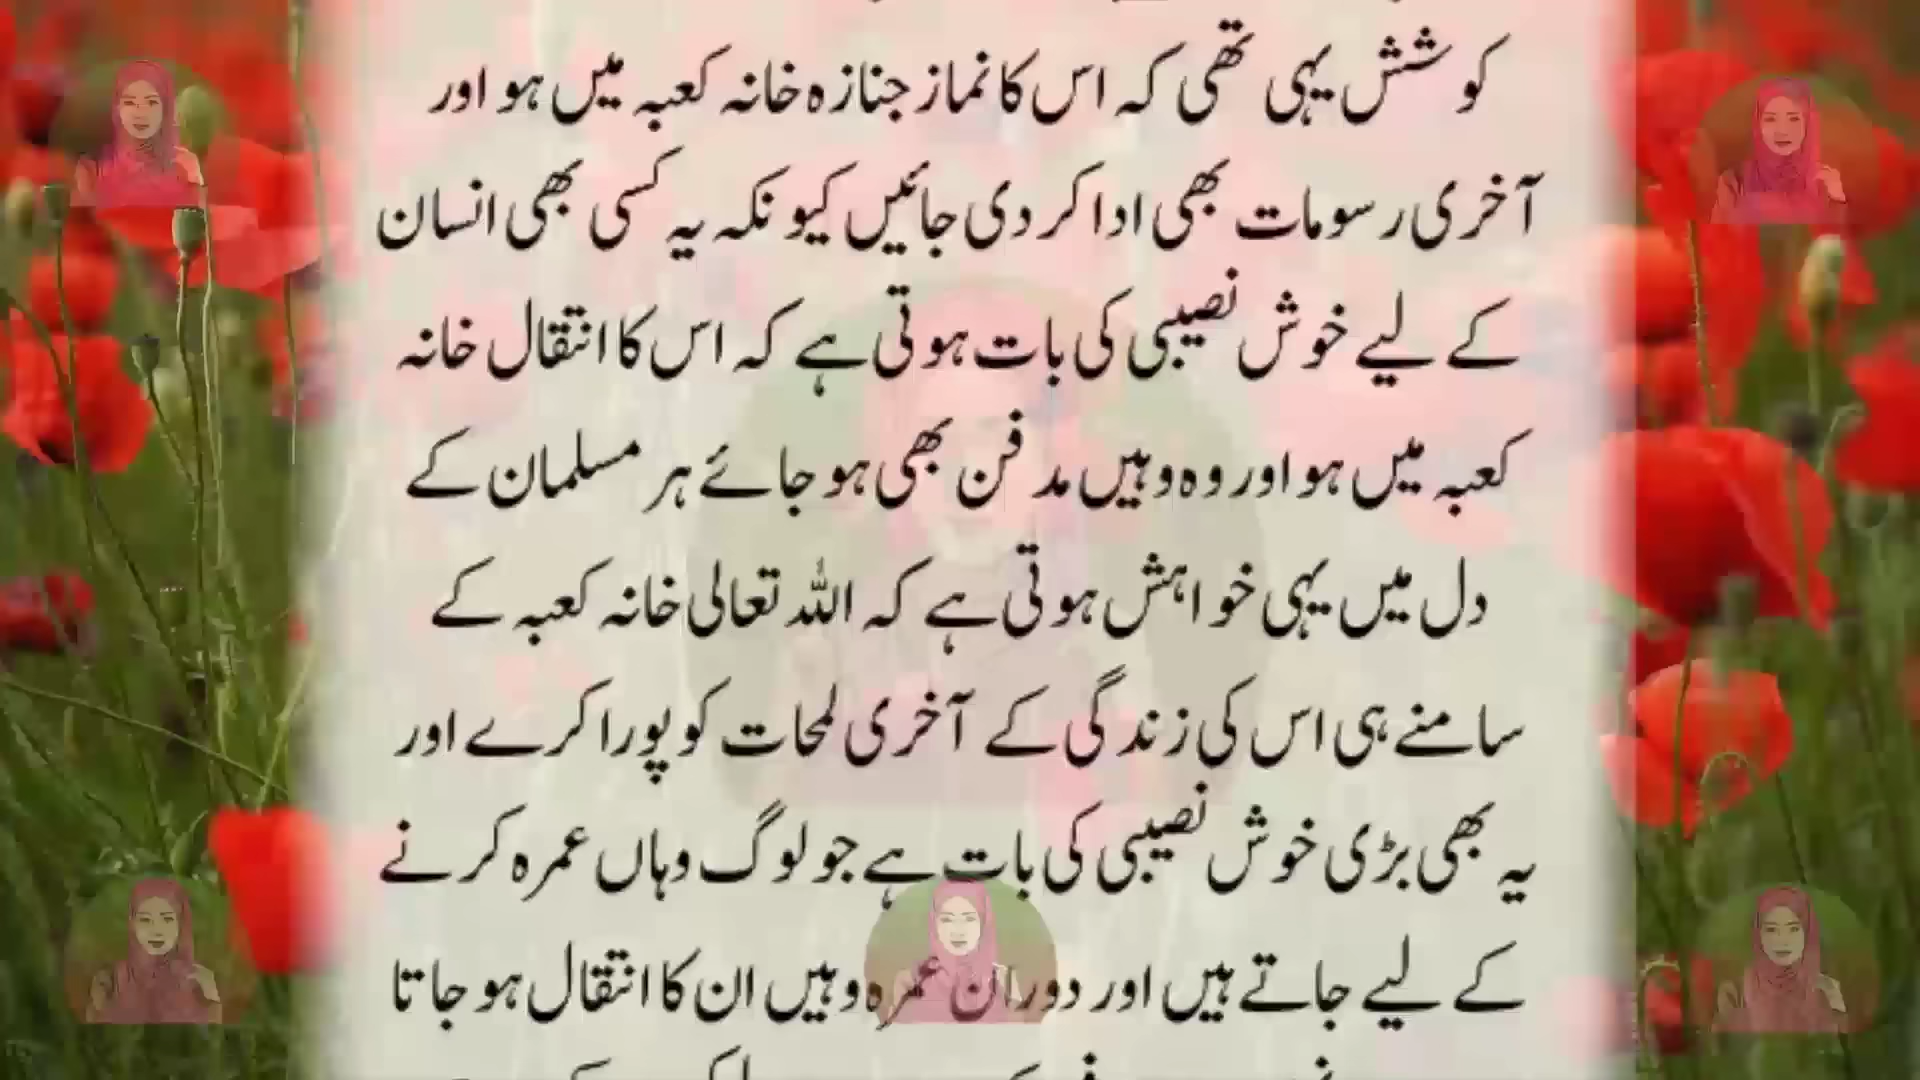 کوشش یہی تھی کہ اس کا نماز جنازہ خانہ کعبہ میں ہو اور
آخری رسومات بھی ادا کر دی جائیں کیونکہ یہ کسی بھی انسان
کے لیے خوش نصیبی کی بات ہوتی ہے کہ اس کا انتقال خانہ
کعبہ میں ہو اور وہ وہیں مدفن بھی ہو جائے ہر مسلمان کے
دل میں یہی خواہش ہوتی ہے کہ اللہ تعالی خانہ کعبہ کے
سامنے ہی اس کی زندگی کے آخری لمحات کو پورا کرے اور
یہ بھی بڑی خوش نصیبی کی بات ہے جو لوگ وہاں عمرہ کرنے
کے لیے جاتے ہیں اور دوران عمرہ وہیں ان کا انتقال ہو جاتا